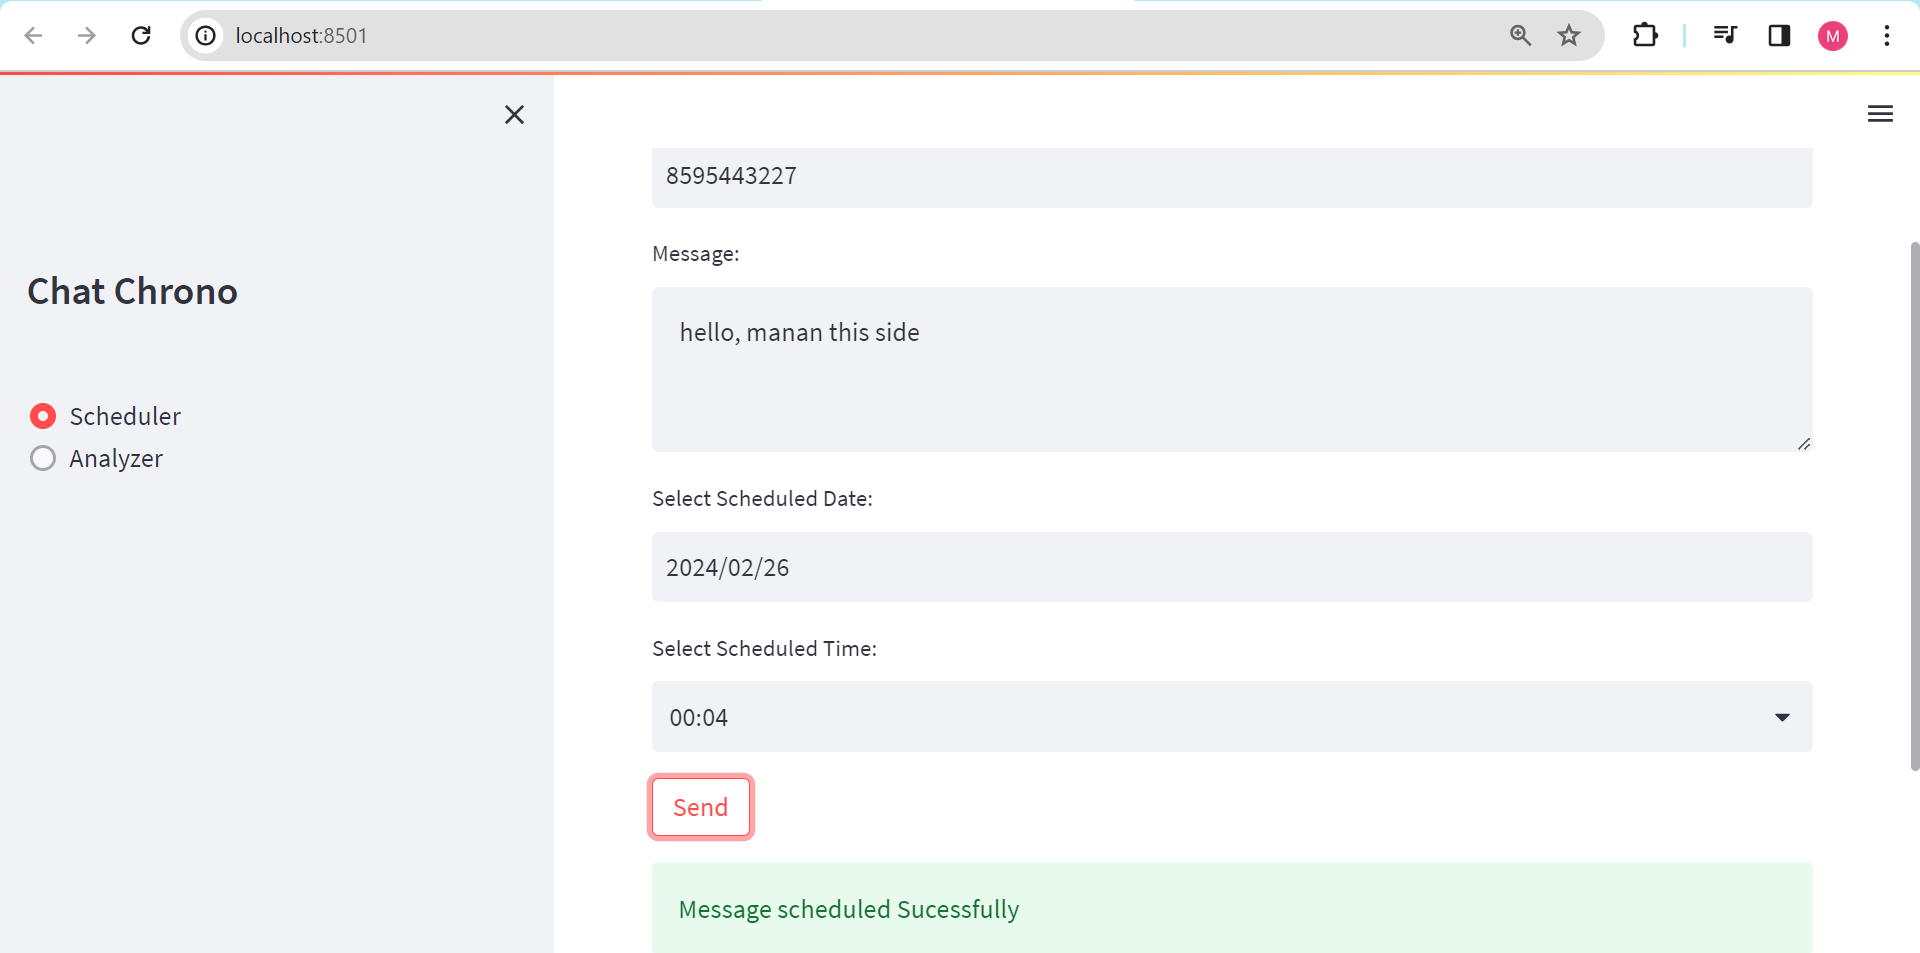 localhost:8501
M
Chat Chrono
Scheduler
Analyzer
8595443227
Message:
hello, manan this side
Select Scheduled Date:
2024/02/26
Select Scheduled Time:
00:04
Send
Message scheduled Sucessfully